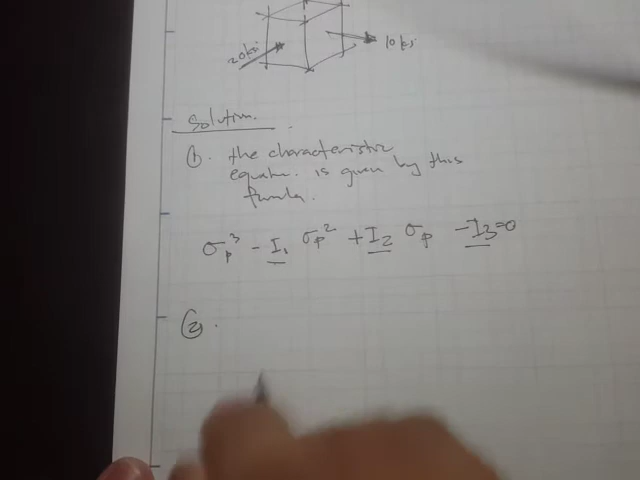 20ksi
10ksi
Solution.
①. the characteristic
equatn. is given by this
formula.
σp³ - I₁ σp² + I₂ σp - I₃=0
②.